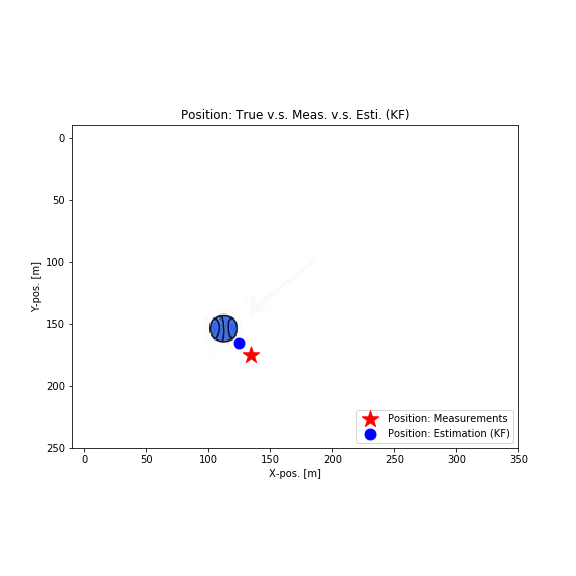 Position: True v.s. Meas. v.s. Esti. (KF)
0
50
100
150
200
250
Y-pos. [m]
0
50
100
150
200
250
300
350
X-pos. [m]
Position: Measurements
Position: Estimation (KF)